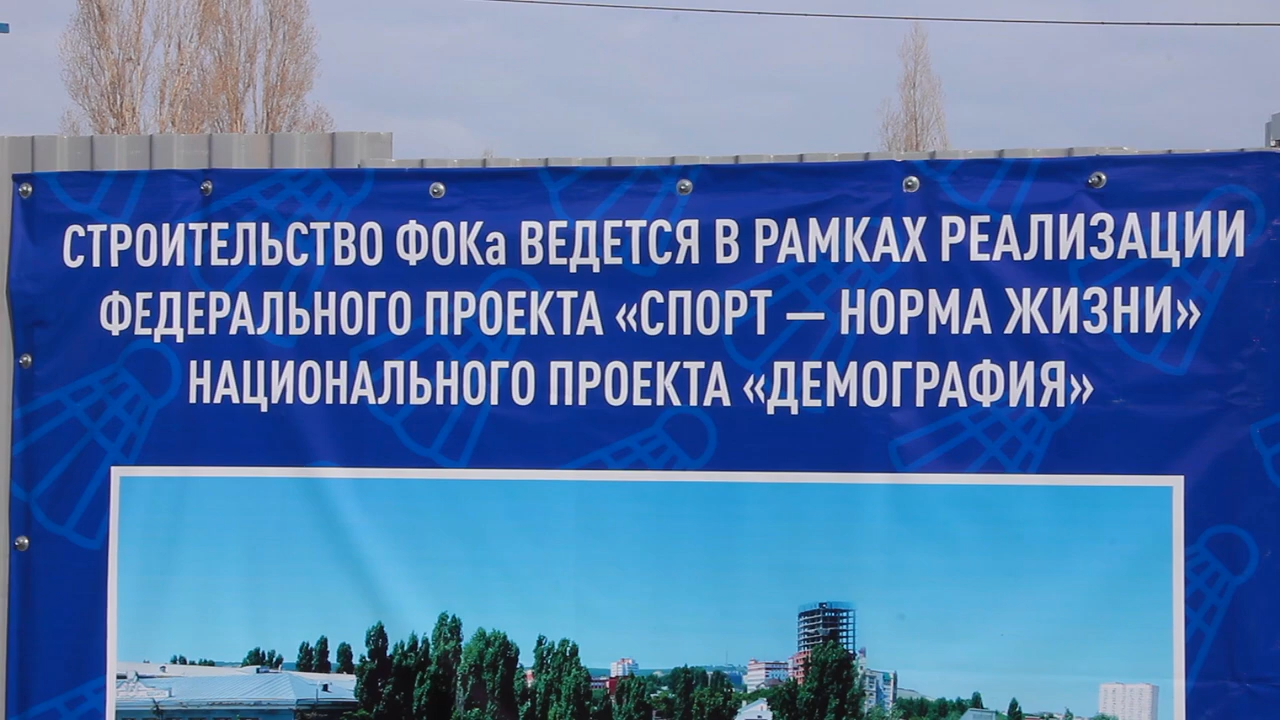 СТРОИТЕЛЬСТВО ФОКа ВЕДЕТСЯ В РАМКАХ РЕАЛИЗАЦИИ
ФЕДЕРАЛЬНОГО ПРОЕКТА «СПОРТ — НОРМА ЖИЗНИ»
НАЦИОНАЛЬНОГО ПРОЕКТА «ДЕМОГРАФИЯ»